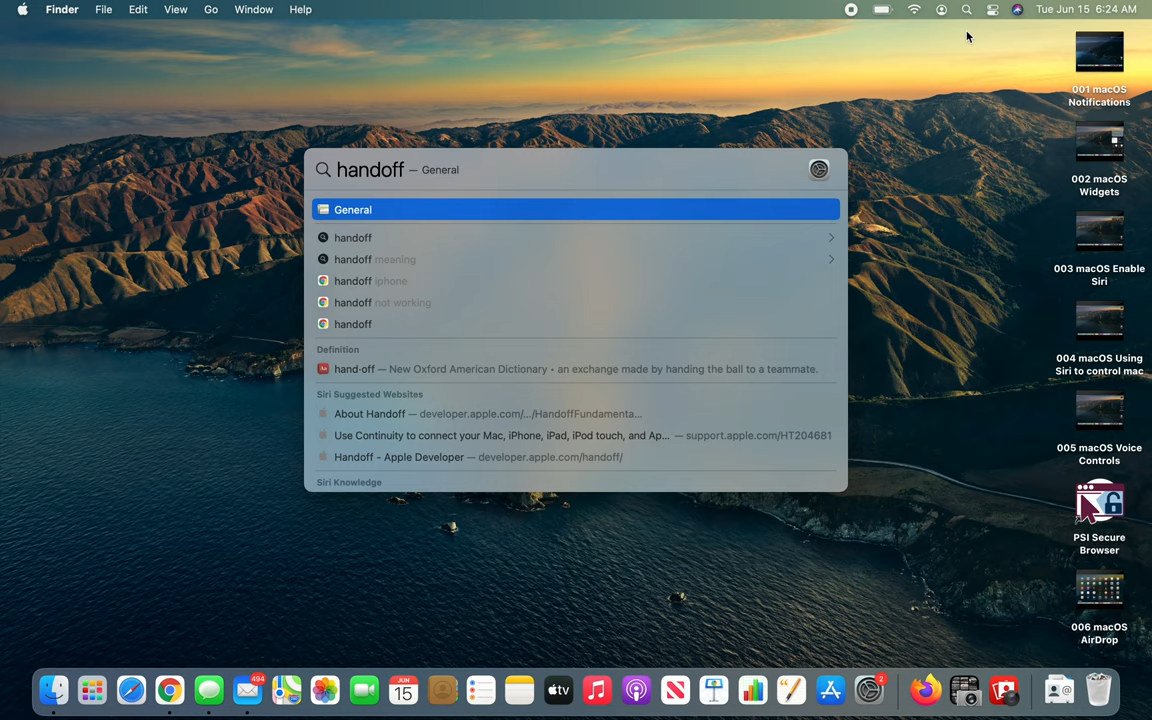 Finder File Edit View Go Window Help
Tue Jun 15 6:24 AM
001 macOS
Notifications
002 macOS
Widgets
003 macOS Enable
Siri
004 macOS Using
Siri to control mac
005 macOS Voice
Controls
PSI Secure
Browser
006 macOS
AirDrop
handoff — General
General
handoff
handoff meaning
handoff iphone
handoff not working
handoff
Definition
Aa
hand·off — New Oxford American Dictionary • an exchange made by handing the ball to a teammate.
Siri Suggested Websites
About Handoff — developer.apple.com/.../HandoffFundamenta...
Use Continuity to connect your Mac, iPhone, iPad, iPod touch, and Ap... — support.apple.com/HT204681
Handoff - Apple Developer — developer.apple.com/handoff/
Siri Knowledge
494
JUN
15
tv
2
@